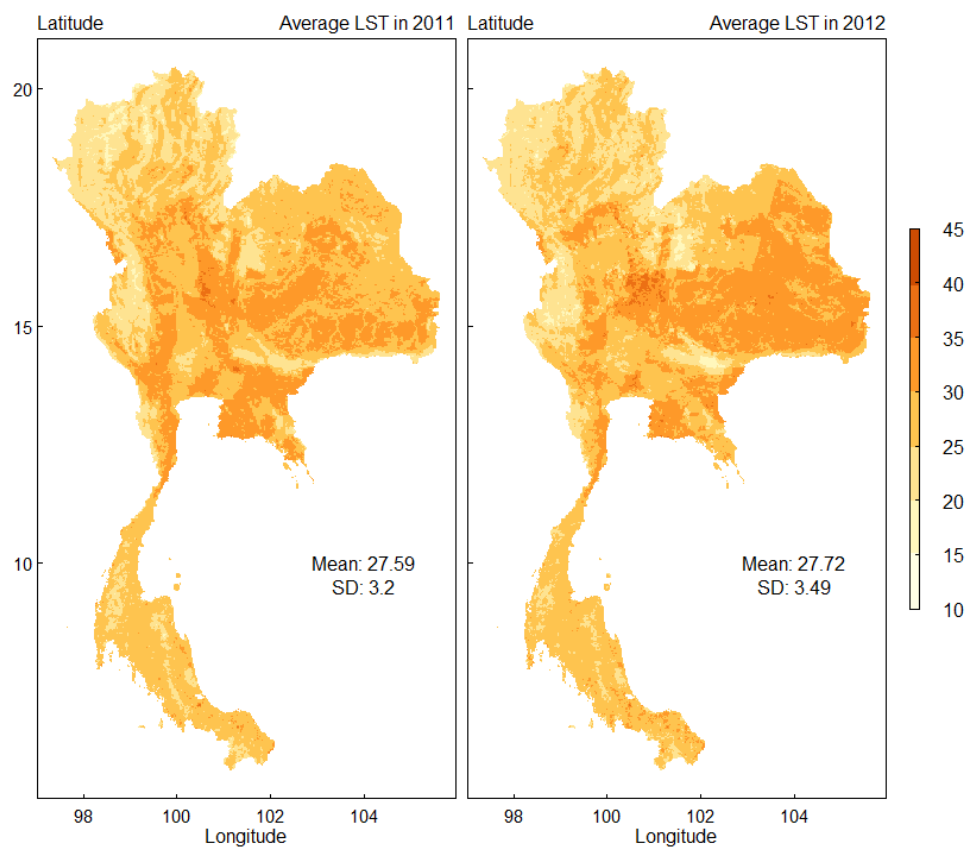 Latitude Average LST in 2011
Latitude Average LST in 2012
20
15
10
Mean: 27.59
SD: 3.2
Mean: 27.72
SD: 3.49
45
40
35
30
25
20
15
10
98 100 102 104
Longitude
98 100 102 104
Longitude